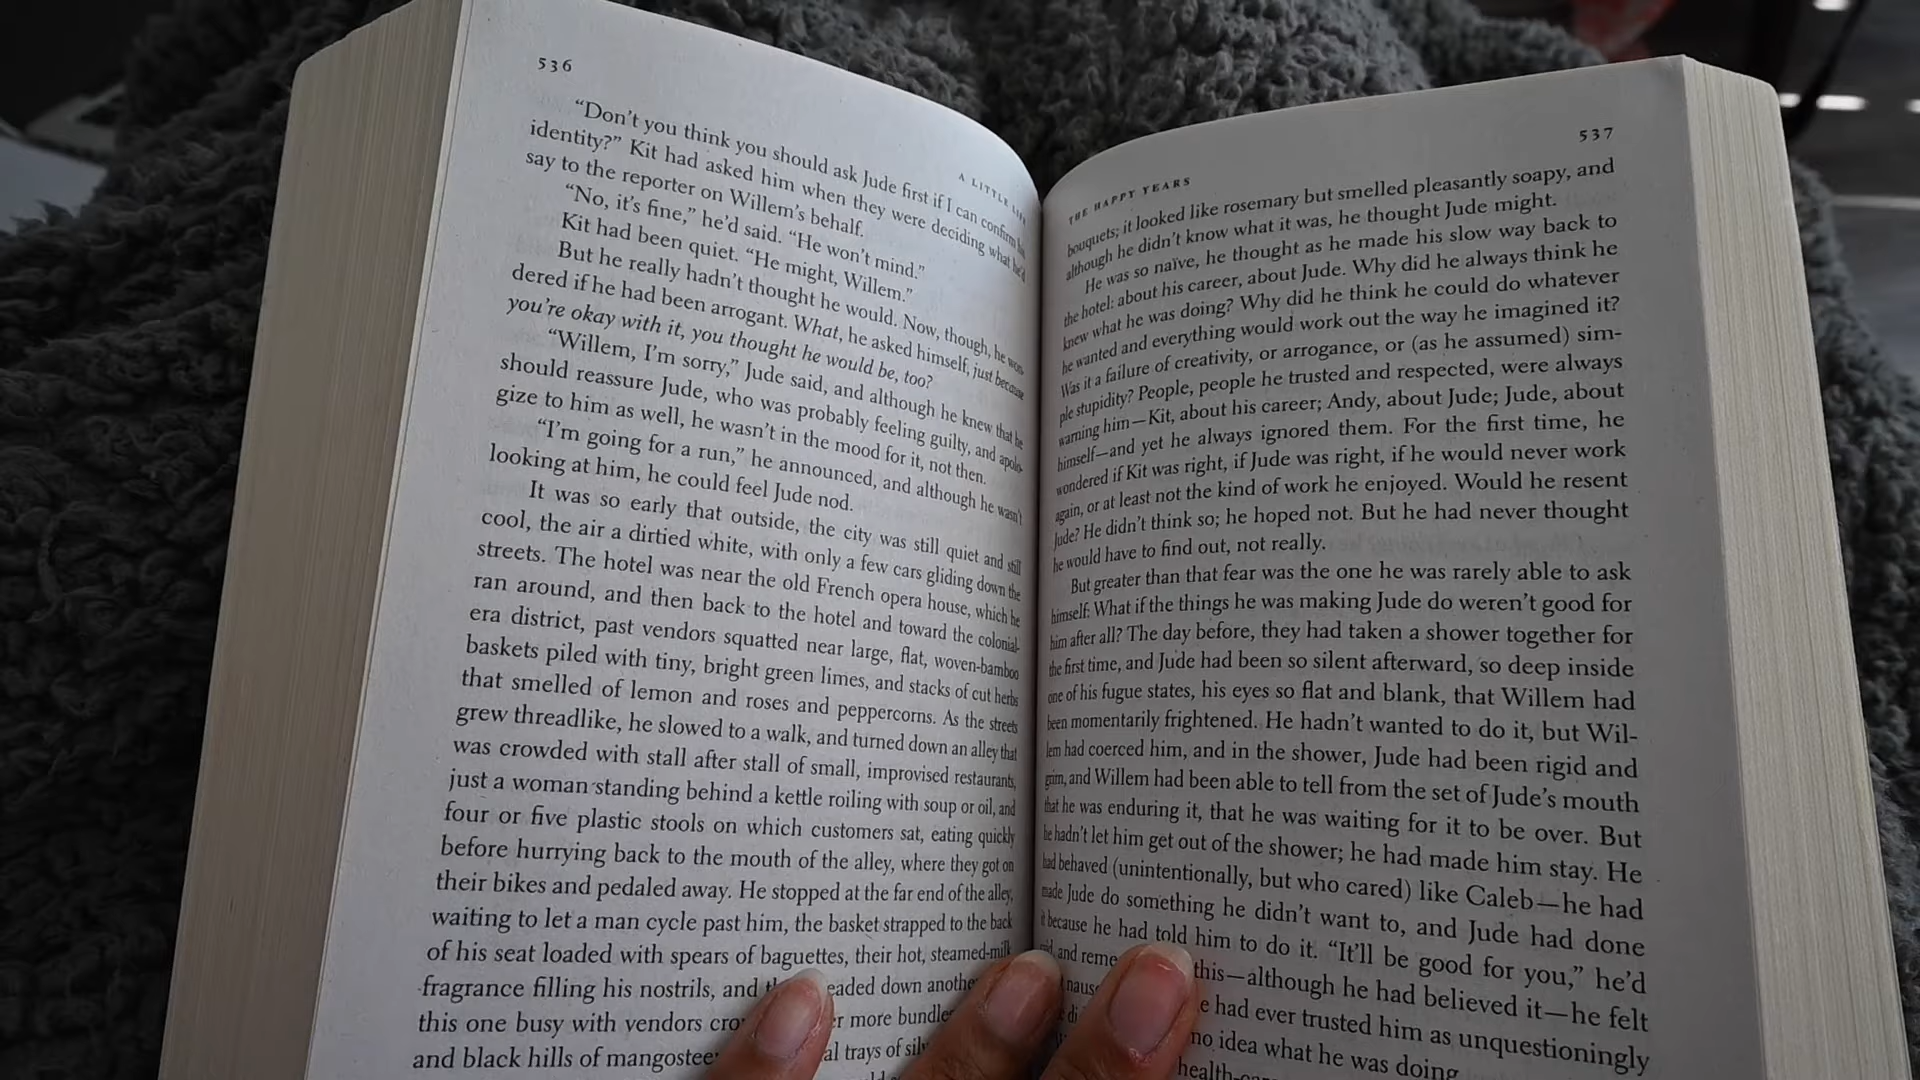 536
A LITTLE
“Don’t you think you should ask Jude first if I can confirm
identity?” Kit had asked him when they were deciding what he’d
say to the reporter on Willem’s behalf.
“No, it’s fine,” he’d said. “He won’t mind.”
Kit had been quiet. “He might, Willem.”
But he really hadn’t thought he would. Now, though, he won-
dered if he had been arrogant. What, he asked himself, just because
you’re okay with it, you thought he would be, too?
“Willem, I’m sorry,” Jude said, and although he knew that he
should reassure Jude, who was probably feeling guilty, and apolo-
gize to him as well, he wasn’t in the mood for it, not then.
“I’m going for a run,” he announced, and although he wasn’t
looking at him, he could feel Jude nod.
It was so early that outside, the city was still quiet and still
cool, the air a dirtied white, with only a few cars gliding down the
streets. The hotel was near the old French opera house, which he
ran around, and then back to the hotel and toward the colonial-
era district, past vendors squatted near large, flat, woven-bamboo
baskets piled with tiny, bright green limes, and stacks of cut herbs
that smelled of lemon and roses and peppercorns. As the streets
grew threadlike, he slowed to a walk, and turned down an alley that
was crowded with stall after stall of small, improvised restaurants,
just a woman standing behind a kettle roiling with soup or oil, and
four or five plastic stools on which customers sat, eating quickly
before hurrying back to the mouth of the alley, where they got on
their bikes and pedaled away. He stopped at the far end of the alley,
waiting to let a man cycle past him, the basket strapped to the back
of his seat loaded with spears of baguettes, their hot, steamed-milk
fragrance filling his nostrils, and down
this one busy with vendors more
and black hills of trays of
537
THE HAPPY YEARS
bouquets; it looked like rosemary but smelled pleasantly soapy, and
although he didn’t know what it was, he thought Jude might.
He was so naïve, he thought as he made his slow way back to
the hotel: about his career, about Jude. Why did he always think he
knew what he was doing? Why did he think he could do whatever
he wanted and everything would work out the way he imagined it?
Was it a failure of creativity, or arrogance, or (as he assumed) sim-
ple stupidity? People, people he trusted and respected, were always
warning him—Kit, about his career; Andy, about Jude; Jude, about
himself—and yet he always ignored them. For the first time, he
wondered if Kit was right, if Jude was right, if he would never work
again, or at least not the kind of work he enjoyed. Would he resent
Jude? He didn’t think so; he hoped not. But he had never thought
he would have to find out, not really.
But greater than that fear was the one he was rarely able to ask
himself: What if the things he was making Jude do weren’t good for
him after all? The day before, they had taken a shower together for
the first time, and Jude had been so silent afterward, so deep inside
one of his fugue states, his eyes so flat and blank, that Willem had
been momentarily frightened. He hadn’t wanted to do it, but Wil-
lem had coerced him, and in the shower, Jude had been rigid and
grim, and Willem had been able to tell from the set of Jude’s mouth
that he was enduring it, that he was waiting for it to be over. But
he hadn’t let him get out of the shower; he had made him stay. He
had behaved (unintentionally, but who cared) like Caleb—he had
made Jude do something he didn’t want to, and Jude had done
it because he had told him to do it. “It’ll be good for you,” he’d
and this—although he had believed it—he felt
had ever trusted him as unquestioningly
no idea what he was doing.